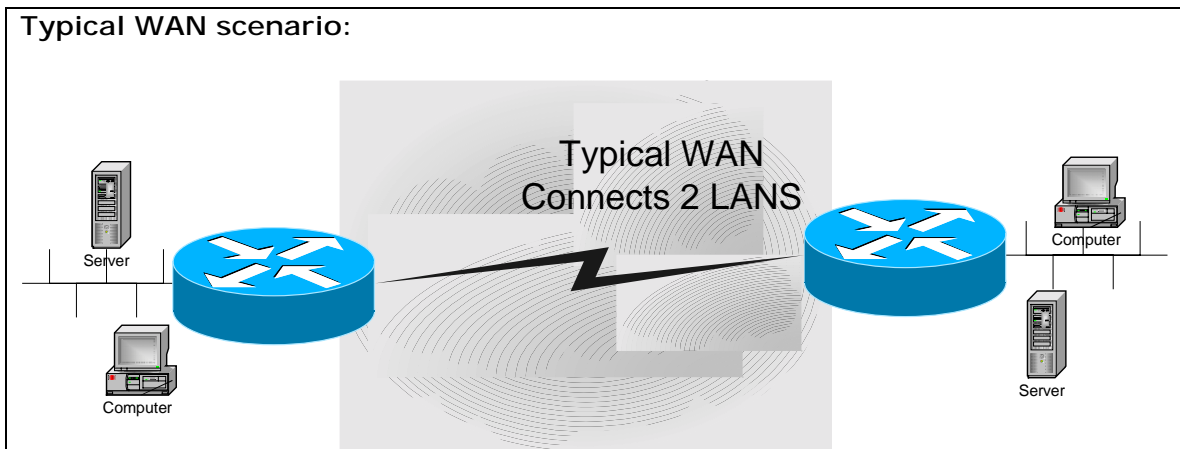 Typical WAN scenario:
Typical WAN
Connects 2 LANS
Server
Computer
Computer
Server